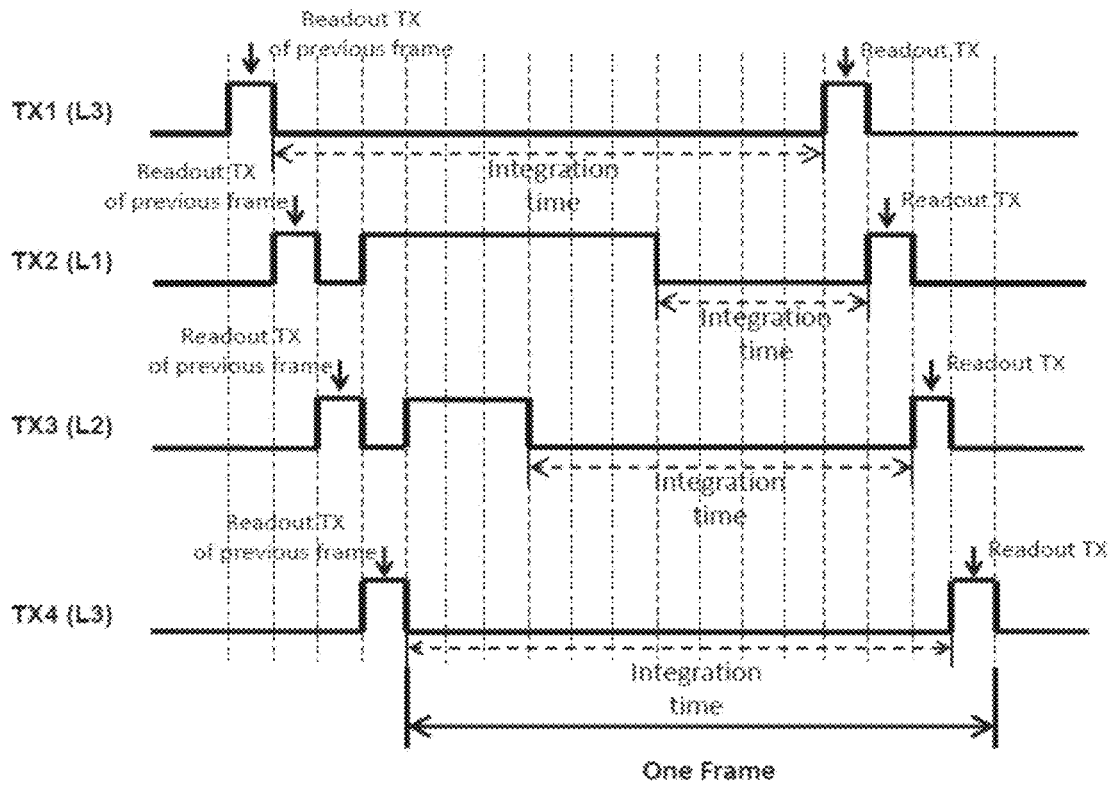 Readout TX
of previous frame
Readout TX
TX1 (L3)
Integration
time
Readout TX
of previous frame
Readout TX
TX2 (L1)
Integration
time
Readout TX
of previous frame
Readout TX
TX3 (L2)
Integration
time
Readout TX
of previous frame
Readout TX
TX4 (L3)
Integration
time
One Frame